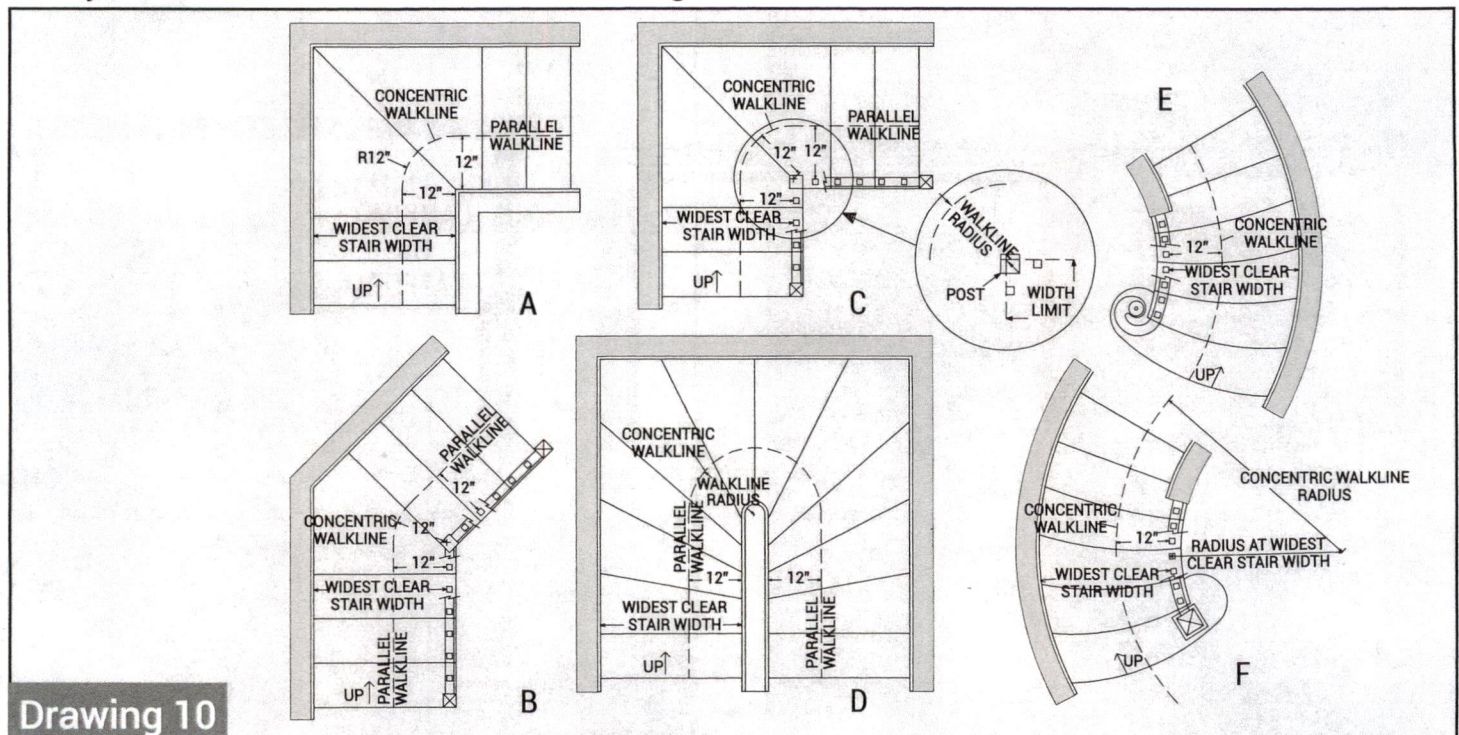 CONCENTRIC
WALKLINE
PARALLEL
WALKLINE
R12"
12"
12"
WIDEST CLEAR
STAIR WIDTH
UP↑
A
CONCENTRIC
WALKLINE
PARALLEL
WALKLINE
12"
12"
12"
WIDEST CLEAR
STAIR WIDTH
UP↑
C
WALKLINE
RADIUS
POST
WIDTH
LIMIT
E
12"
CONCENTRIC
WALKLINE
WIDEST CLEAR
STAIR WIDTH
UP↑
PARALLEL
WALKLINE
12"
CONCENTRIC
WALKLINE
12"
12"
WIDEST CLEAR
STAIR WIDTH
PARALLEL
WALKLINE
UP↑
B
CONCENTRIC
WALKLINE
WALKLINE
RADIUS
PARALLEL
WALKLINE
12"
12"
WIDEST CLEAR
STAIR WIDTH
PARALLEL
WALKLINE
UP↑
D
CONCENTRIC WALKLINE
RADIUS
CONCENTRIC
WALKLINE
12"
RADIUS AT WIDEST
CLEAR STAIR WIDTH
WIDEST CLEAR
STAIR WIDTH
UP↑
F
Drawing 10